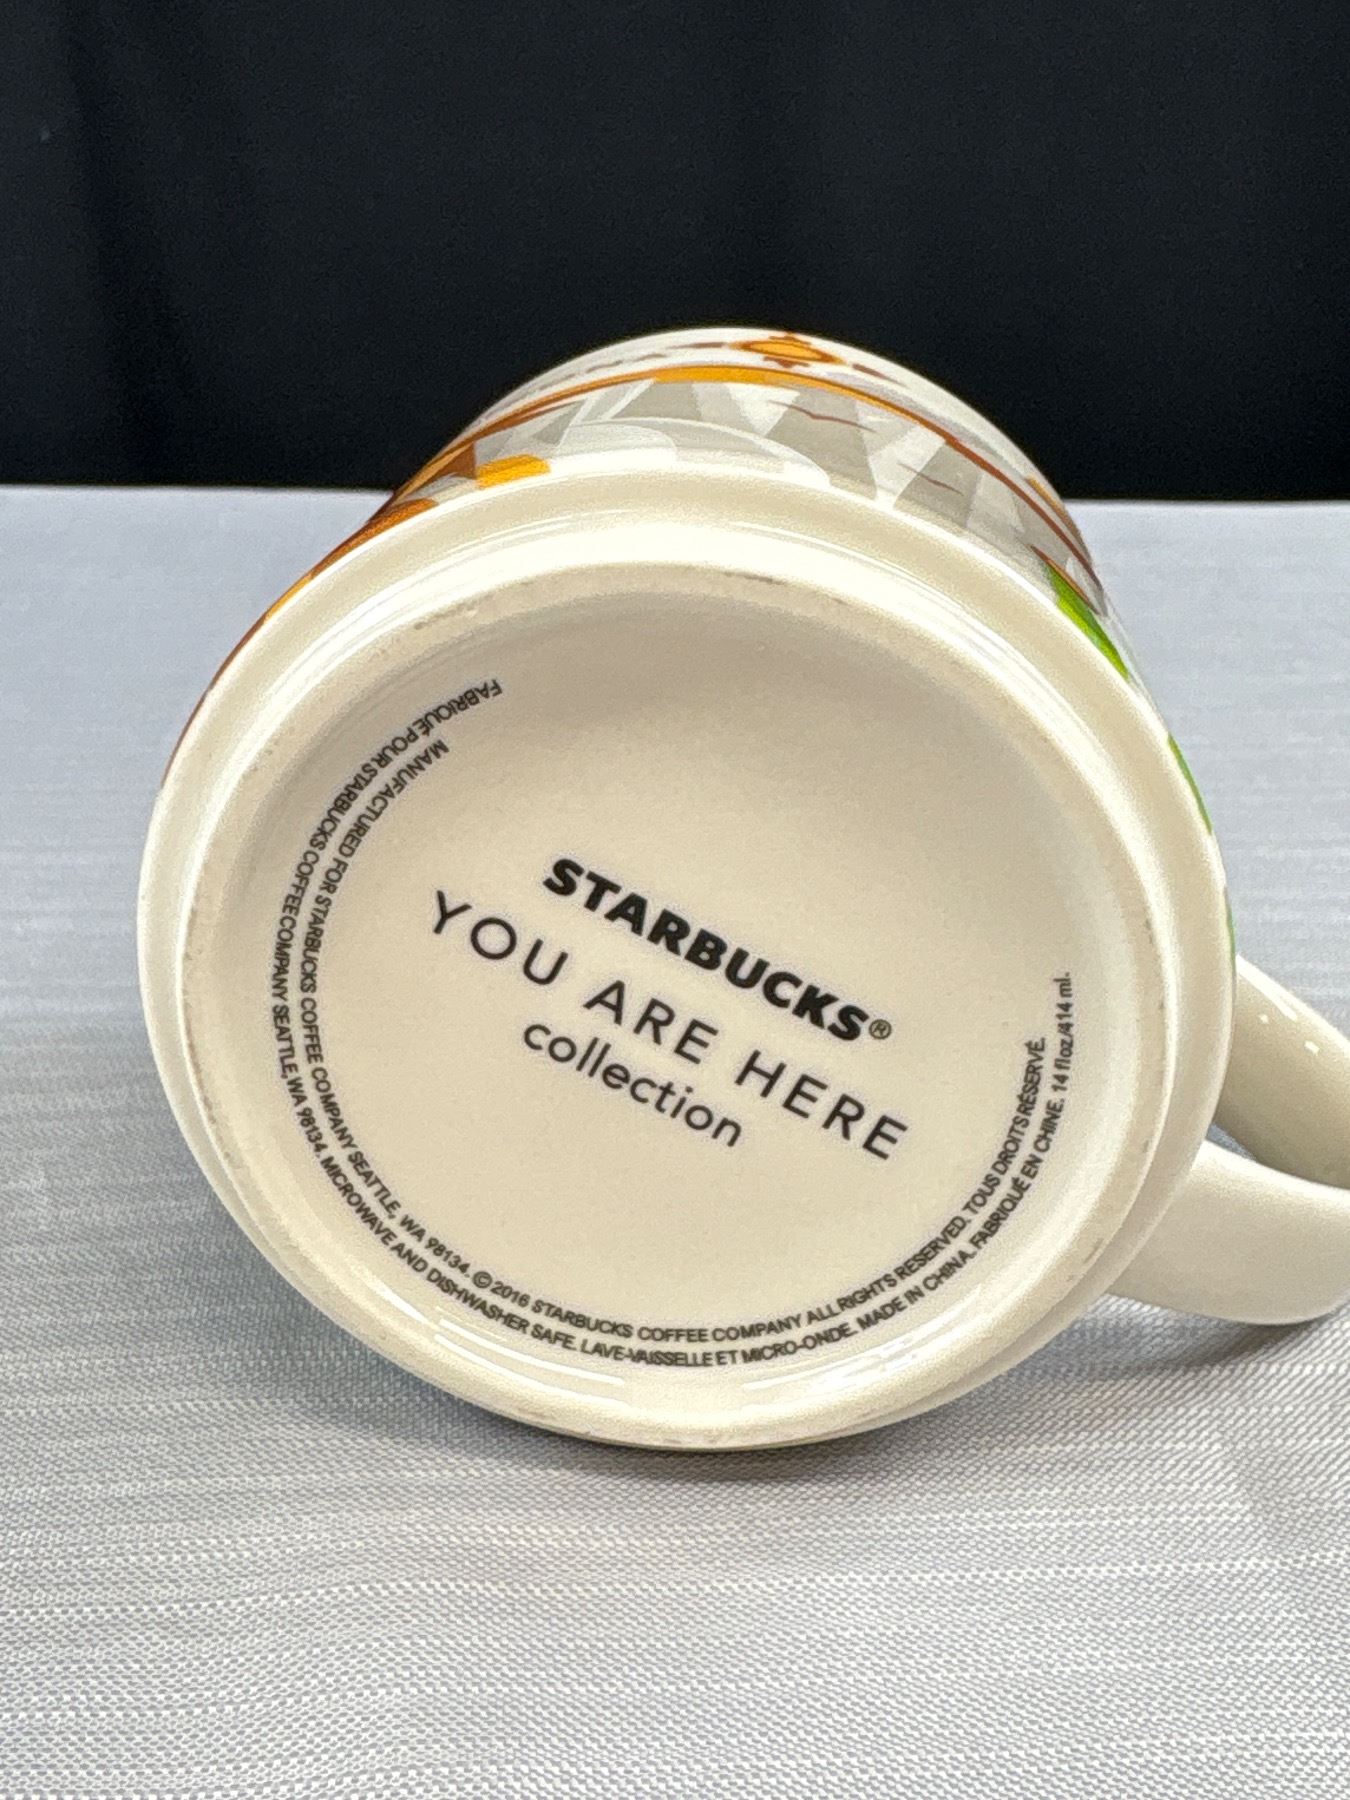 STARBUCKS®
YOU ARE HERE
collection
MANUFACTURED FOR STARBUCKS COFFEE COMPANY SEATTLE, WA 98134. © 2016 STARBUCKS COFFEE COMPANY ALL RIGHTS RESERVED. TOUS DROITS RÉSERVÉ.
FABRIQUÉ POUR STARBUCKS COFFEE COMPANY SEATTLE, WA 98134. MICROWAVE AND DISHWASHER SAFE. LAVE-VAISSELLE ET MICRO-ONDE. MADE IN CHINA. FABRIQUÉ EN CHINE. 14 floz/414 ml.